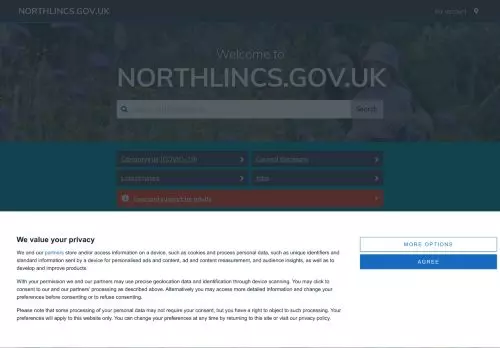 NORTHLINCS.GOV.UK
My account
Welcome to
NORTHLINCS.GOV.UK
Search
Coronavirus (COVID-19)
Council Elections
Latest news
Jobs
We value your privacy
We and our partners store and/or access information on a device, such as cookies and process personal data, such as unique identifiers and
standard information sent by a device for personalised ads and content, ad and content measurement, and audience insights, as well as to
develop and improve products.
With your permission we and our partners may use precise geolocation data and identification through device scanning. You may click to
consent to our and our partners' processing as described above. Alternatively you may access more detailed information and change your
preferences before consenting or to refuse consenting.
Please note that some processing of your personal data may not require your consent, but you have a right to object to such processing. Your
preferences will apply to this website only. You can change your preferences at any time by returning to this site or visit our privacy policy.
MORE OPTIONS
AGREE